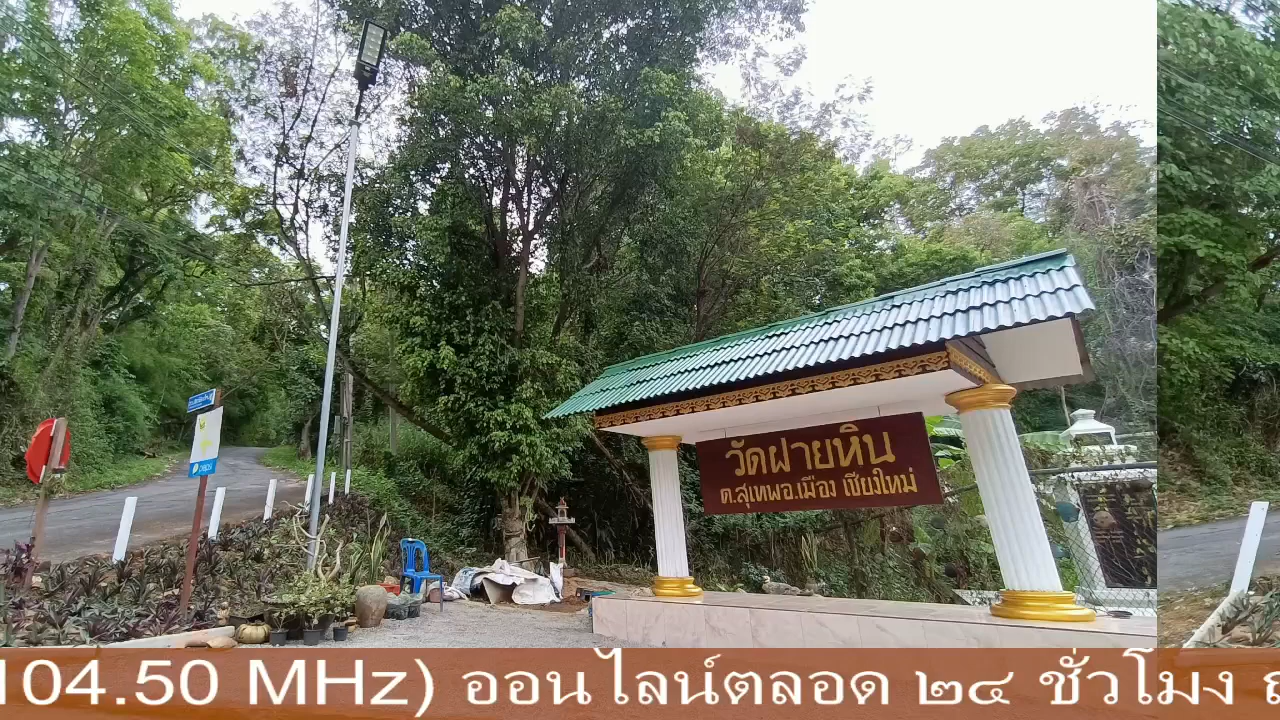 วัดฝายหิน
ต.สุเทพอ.เมือง เชียงใหม่
104.50 MHz) ออนไลน์ตลอด ๒๔ ชั่วโมง